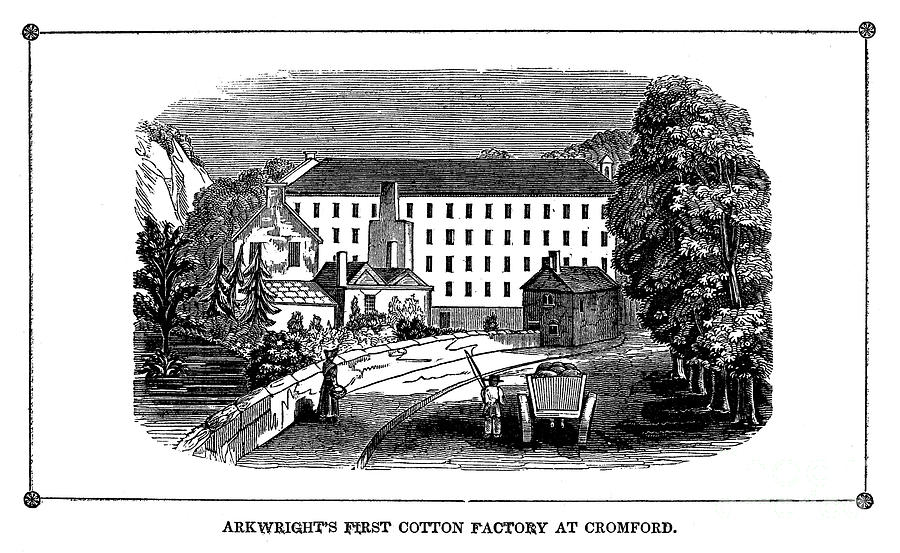 ARKWRIGHT'S FIRST COTTON FACTORY AT CROMFORD.